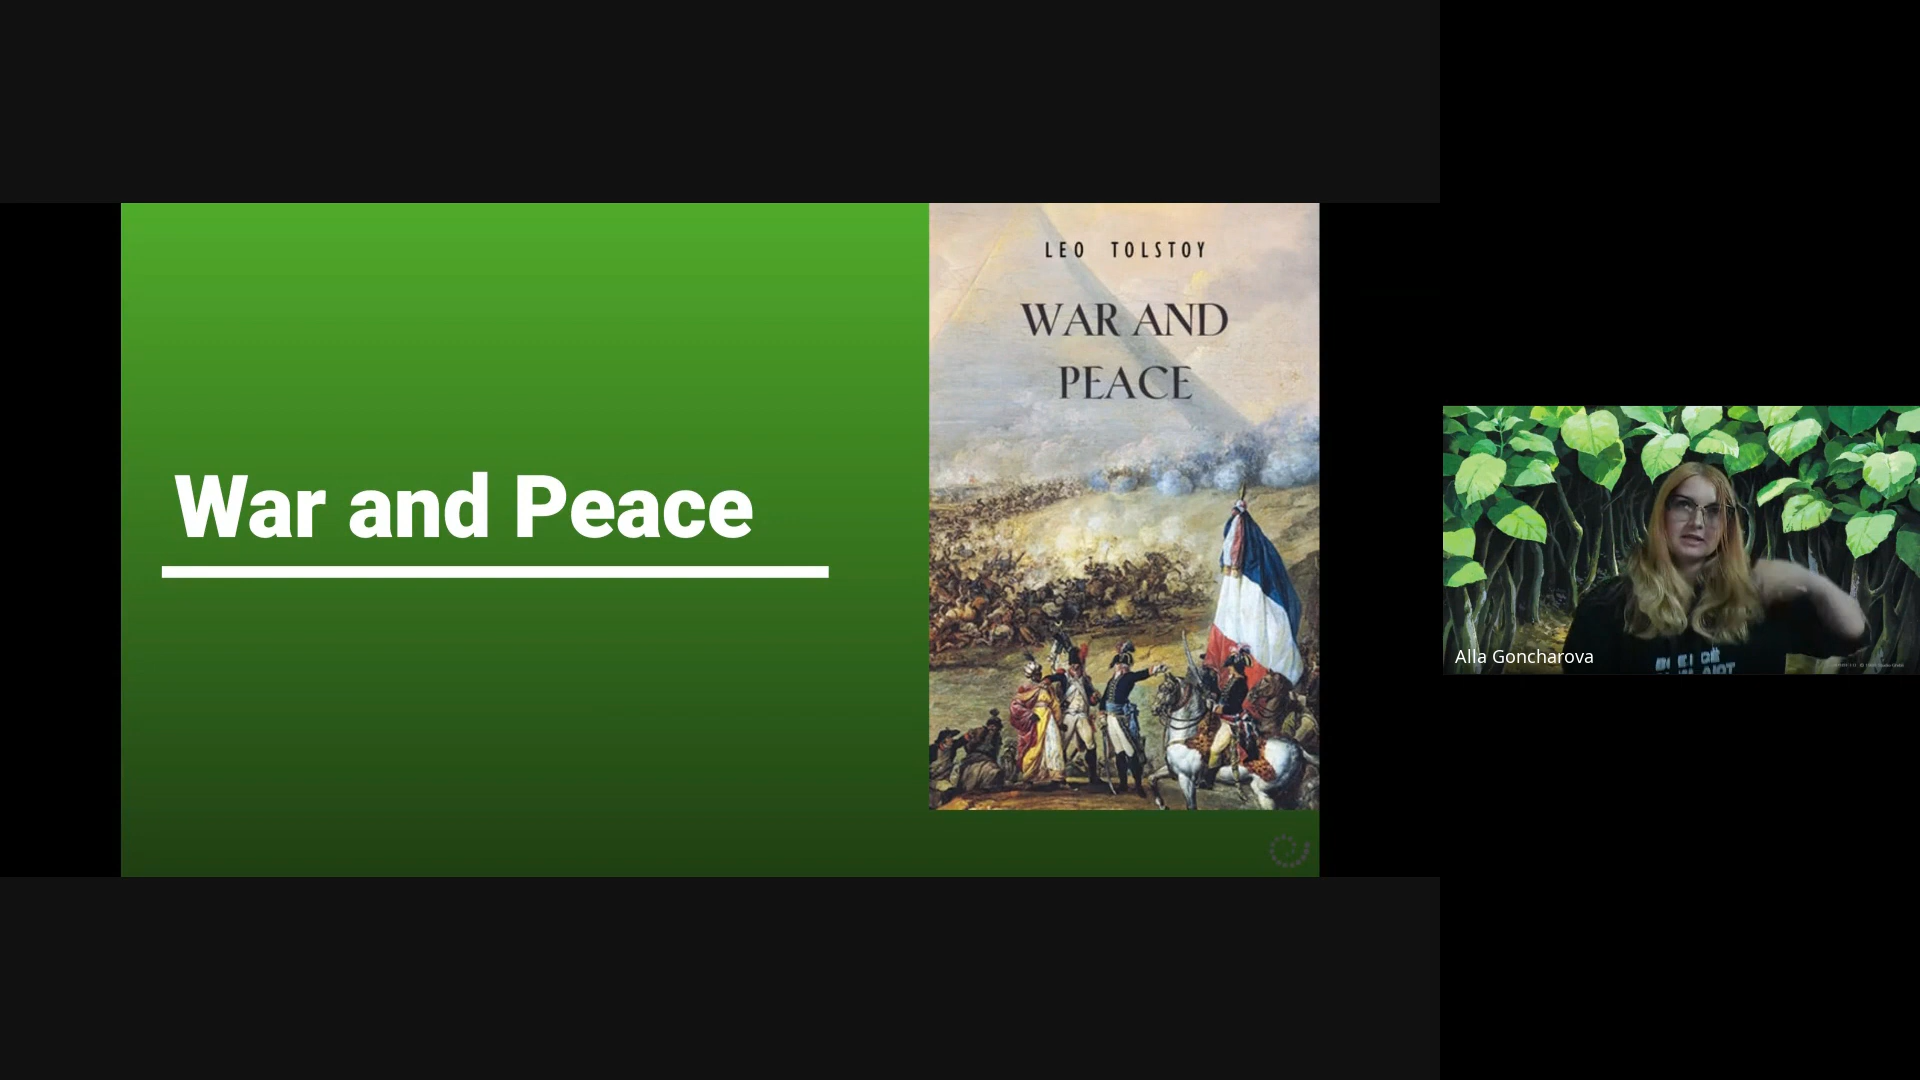 LEO TOLSTOY
WAR AND
PEACE
War and Peace
Alla Goncharova